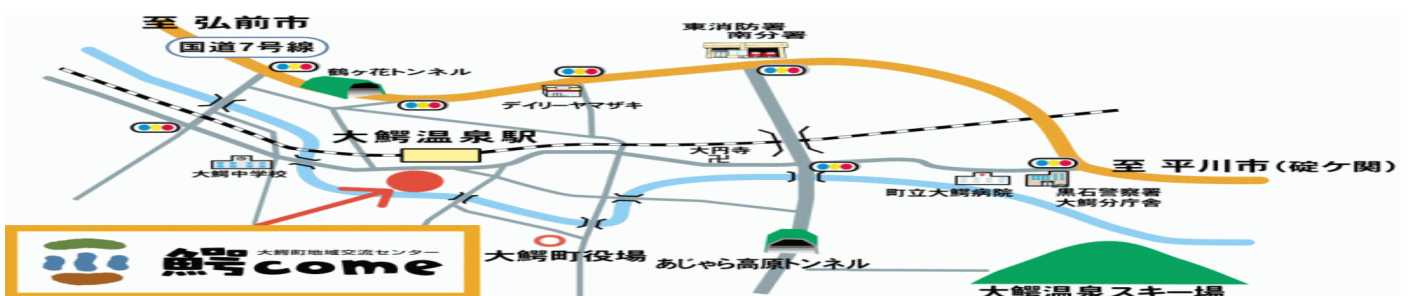 至 弘前市
国道7号線
鶴ヶ花トンネル
デイリーヤマザキ
東消防署
南分署
大鰐温泉駅
大鰐中学校
大円寺
至 平川市(碇ケ関)
町立大鰐病院
黒石警察署
大鰐分庁舎
大鰐町地域交流センター
鰐come
大鰐町役場
あじゃら高原トンネル
大鰐温泉スキー場